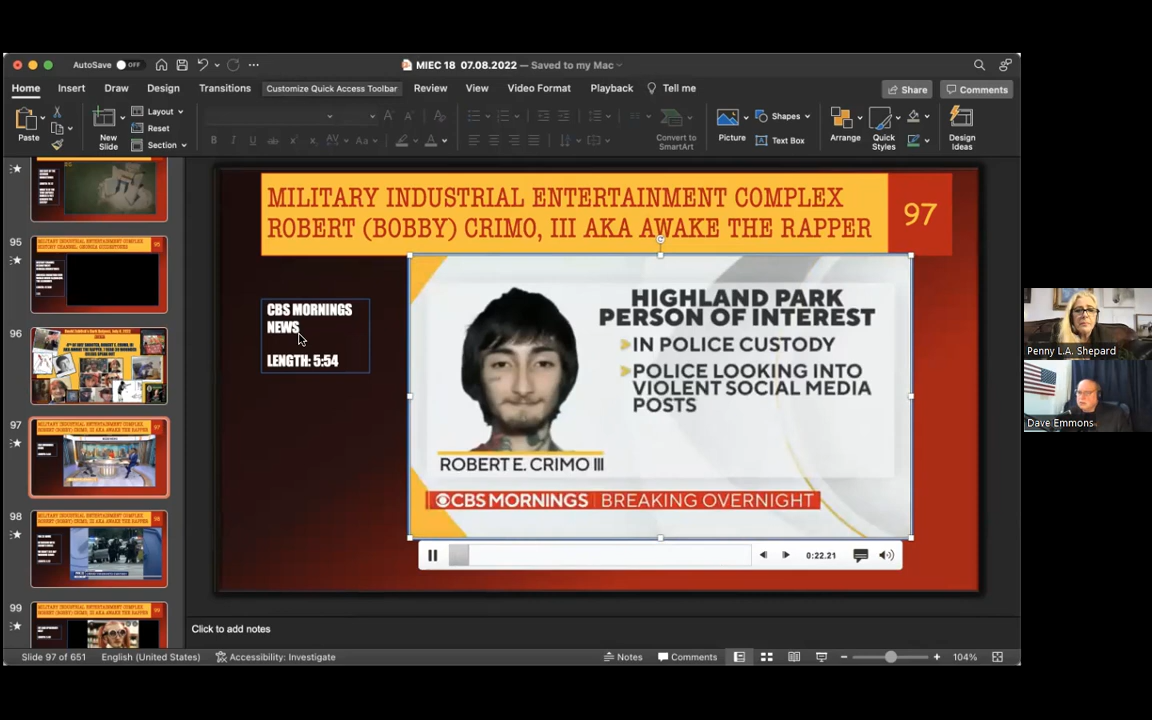 AutoSave OFF
MIEC 18 07.08.2022 — Saved to my Mac
Home Insert Draw Design Transitions Customize Quick Access Toolbar Review View Video Format Playback Tell me
Share Comments
Paste
New Slide
Layout
Reset
Section
Convert to SmartArt
Picture
Shapes
Text Box
Arrange
Quick Styles
Design Ideas
95
96
97
98
99
MILITARY INDUSTRIAL ENTERTAINMENT COMPLEX
ROBERT (BOBBY) CRIMO, III AKA AWAKE THE RAPPER
97
CBS MORNINGS
NEWS
LENGTH: 5:54
HIGHLAND PARK
PERSON OF INTEREST
IN POLICE CUSTODY
POLICE LOOKING INTO
VIOLENT SOCIAL MEDIA
POSTS
ROBERT E. CRIMO III
CBS MORNINGS BREAKING OVERNIGHT
0:22.21
Penny L.A. Shepard
Dave Emmons
Click to add notes
Slide 97 of 651 English (United States) Accessibility: Investigate Notes Comments 104%